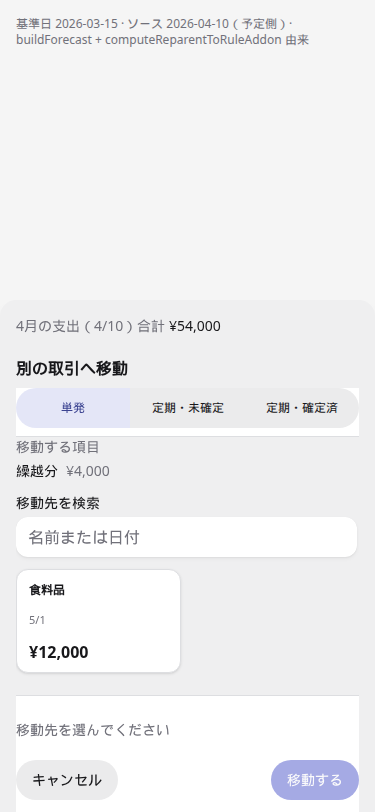 基準日 2026-03-15 · ソース 2026-04-10（予定側）·
buildForecast + computeReparentToRuleAddon 由来
4月の支出（4/10）合計 ¥54,000
別の取引へ移動
単発
定期・未確定
定期・確定済
移動する項目
繰越分 ¥4,000
移動先を検索
名前または日付
食料品
5/1
¥12,000
移動先を選んでください
キャンセル
移動する